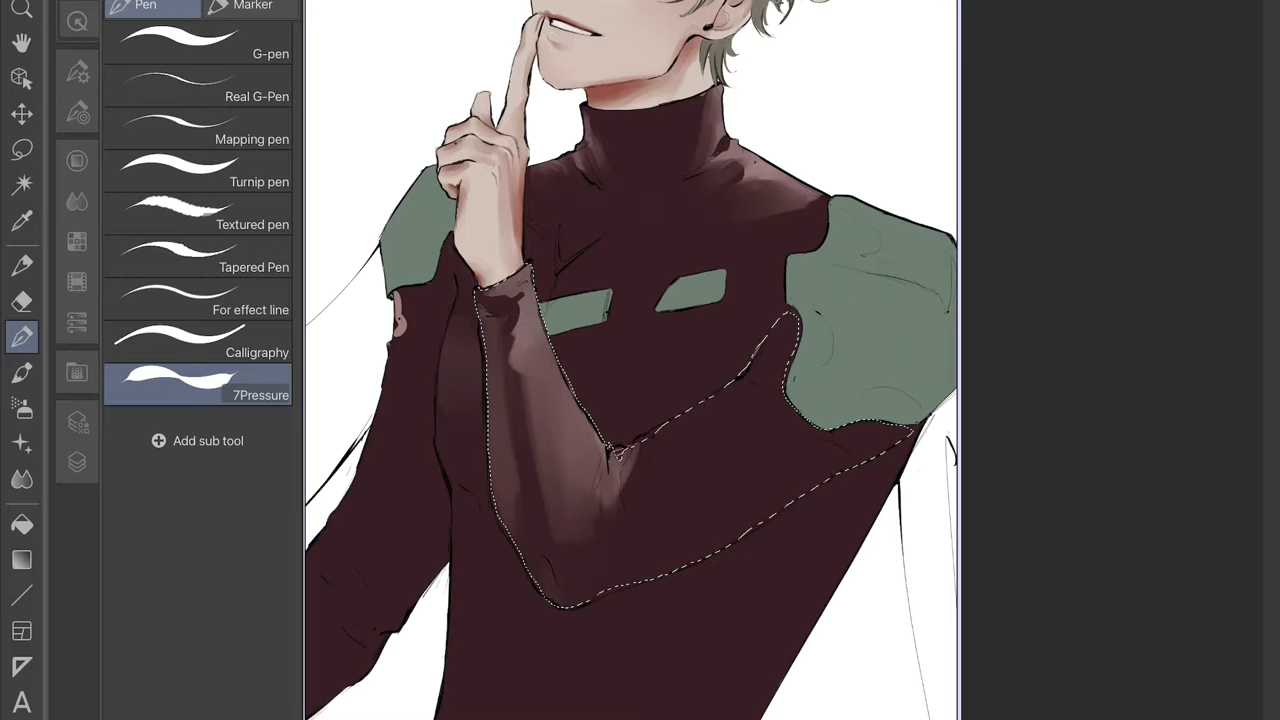 Pen
Marker
G-pen
Real G-Pen
Mapping pen
Turnip pen
Textured pen
Tapered Pen
For effect line
Calligraphy
7Pressure
Add sub tool
A